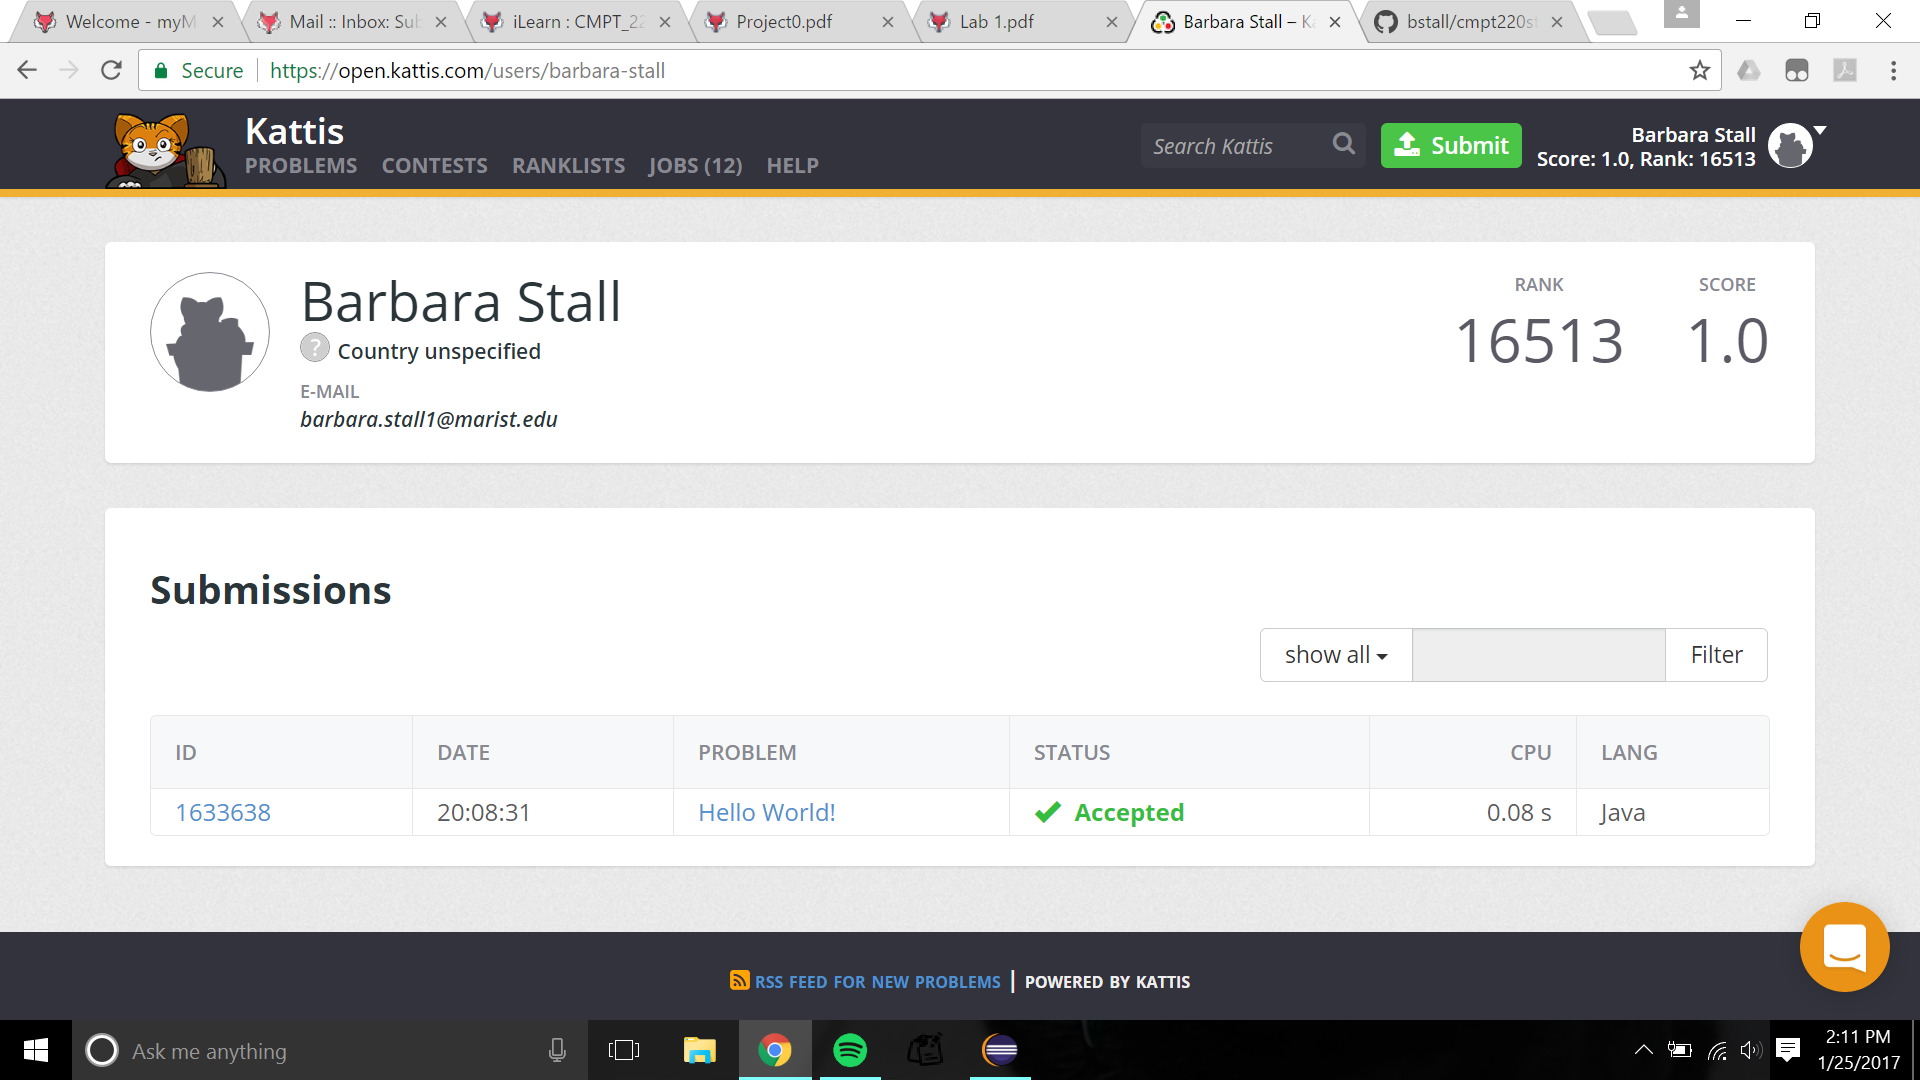 Welcome - myM
Mail :: Inbox: Sub
iLearn : CMPT_22
Project0.pdf
Lab 1.pdf
Barbara Stall – K
bstall/cmpt220s
Secure
https://open.kattis.com/users/barbara-stall
Kattis
PROBLEMS CONTESTS RANKLISTS JOBS (12) HELP
Search Kattis
Submit
Barbara Stall
Score: 1.0, Rank: 16513
Barbara Stall
? Country unspecified
E-MAIL
barbara.stall1@marist.edu
RANK
16513
SCORE
1.0
Submissions
show all
Filter
ID DATE PROBLEM STATUS CPU LANG
1633638 20:08:31 Hello World! Accepted 0.08 s Java
RSS FEED FOR NEW PROBLEMS | POWERED BY KATTIS
Ask me anything
2:11 PM
1/25/2017